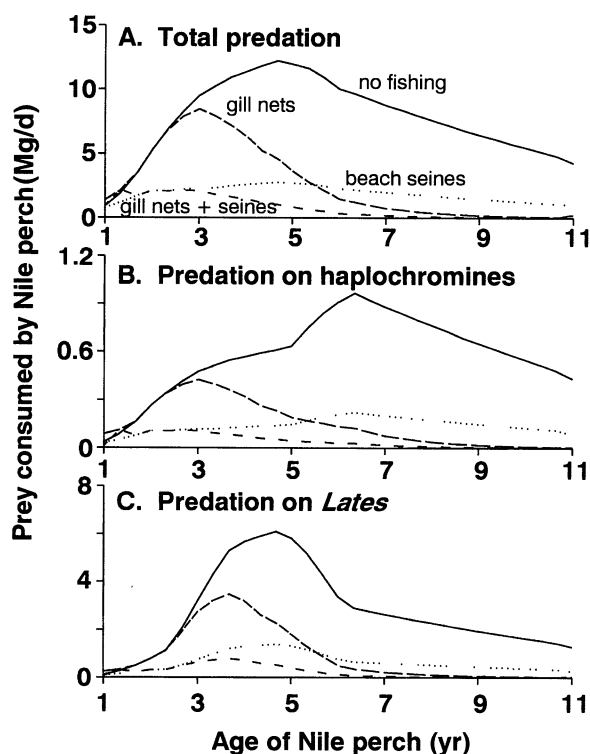 Prey consumed by Nile perch(Mg/d)
15
A. Total predation
no fishing
gill nets
10
5
beach seines
gill nets + seines
0
1 3 5 7 9 11
1.2
B. Predation on haplochromines
0.6
0
1 3 5 7 9 11
8
C. Predation on Lates
4
0
1 3 5 7 9 11
Age of Nile perch (yr)